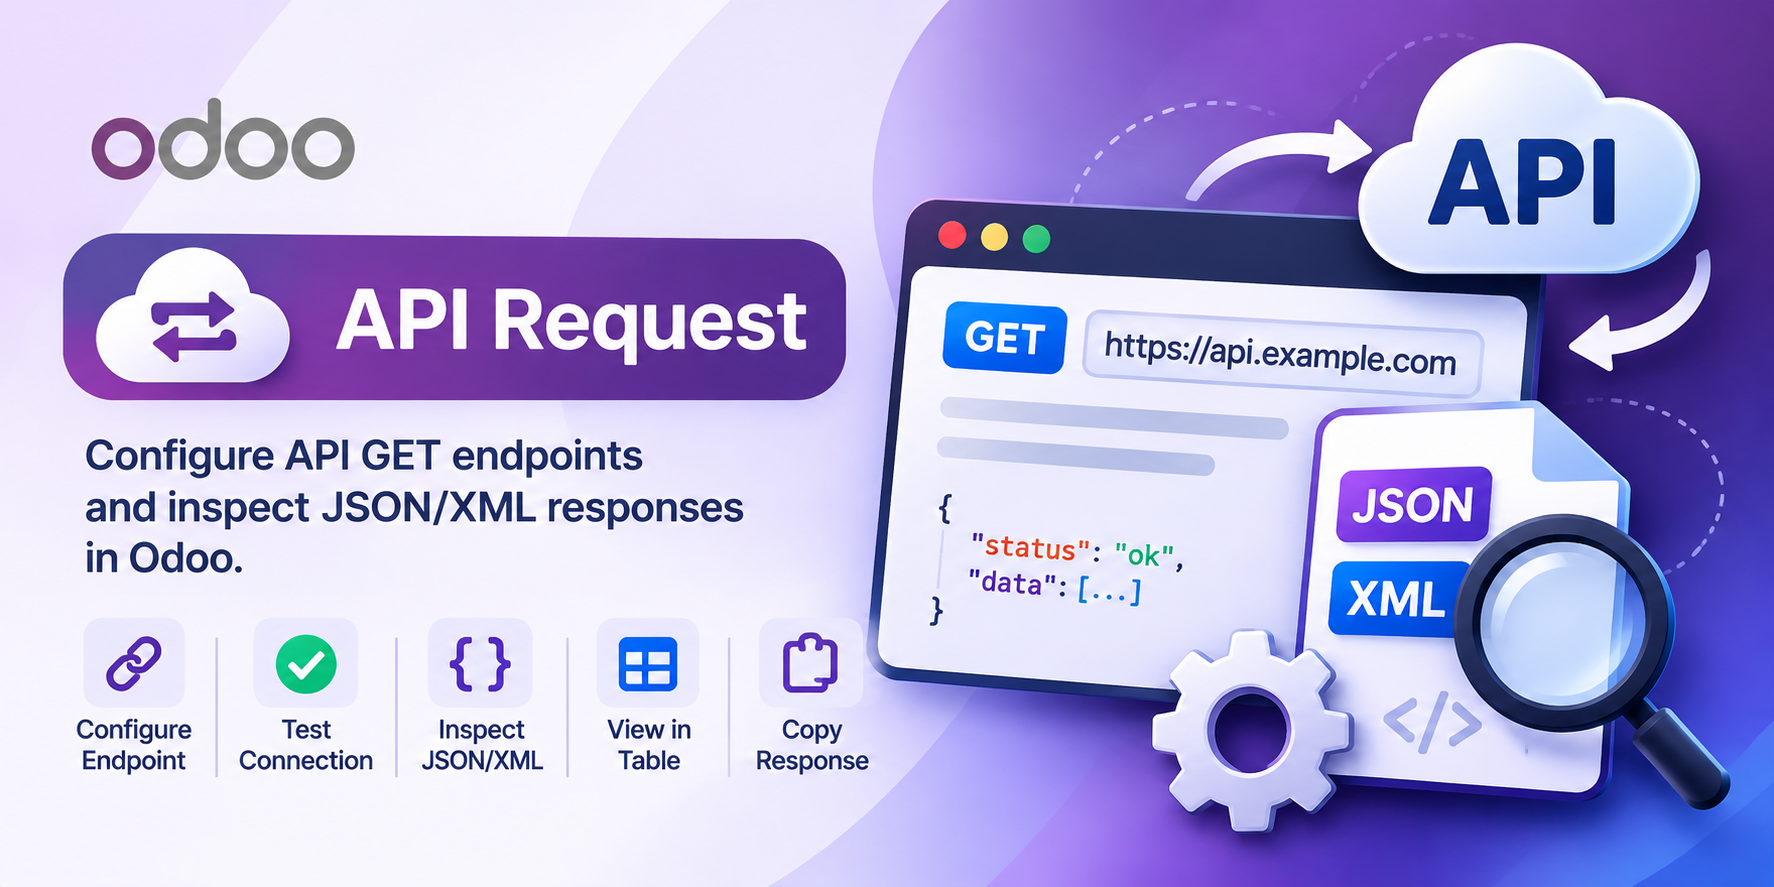 odoo
API Request
Configure API GET endpoints
and inspect JSON/XML responses
in Odoo.
Configure
Endpoint
Test
Connection
Inspect
JSON/XML
View in
Table
Copy
Response
API
GET
https://api.example.com
{
"status": "ok",
"data": [...]
}
JSON
XML
</>